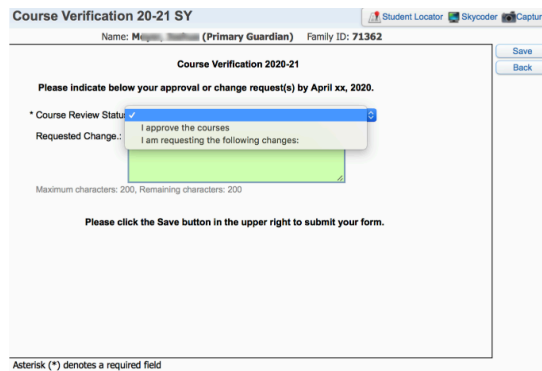 Course Verification 20-21 SY
Student Locator Skycoder Captur
Name: (Primary Guardian) Family ID: 71362
Save
Back
Course Verification 2020-21
Please indicate below your approval or change request(s) by April xx, 2020.
* Course Review Statu
I approve the courses
I am requesting the following changes:
Requested Change.:
Maximum characters: 200, Remaining characters: 200
Please click the Save button in the upper right to submit your form.
Asterisk (*) denotes a required field